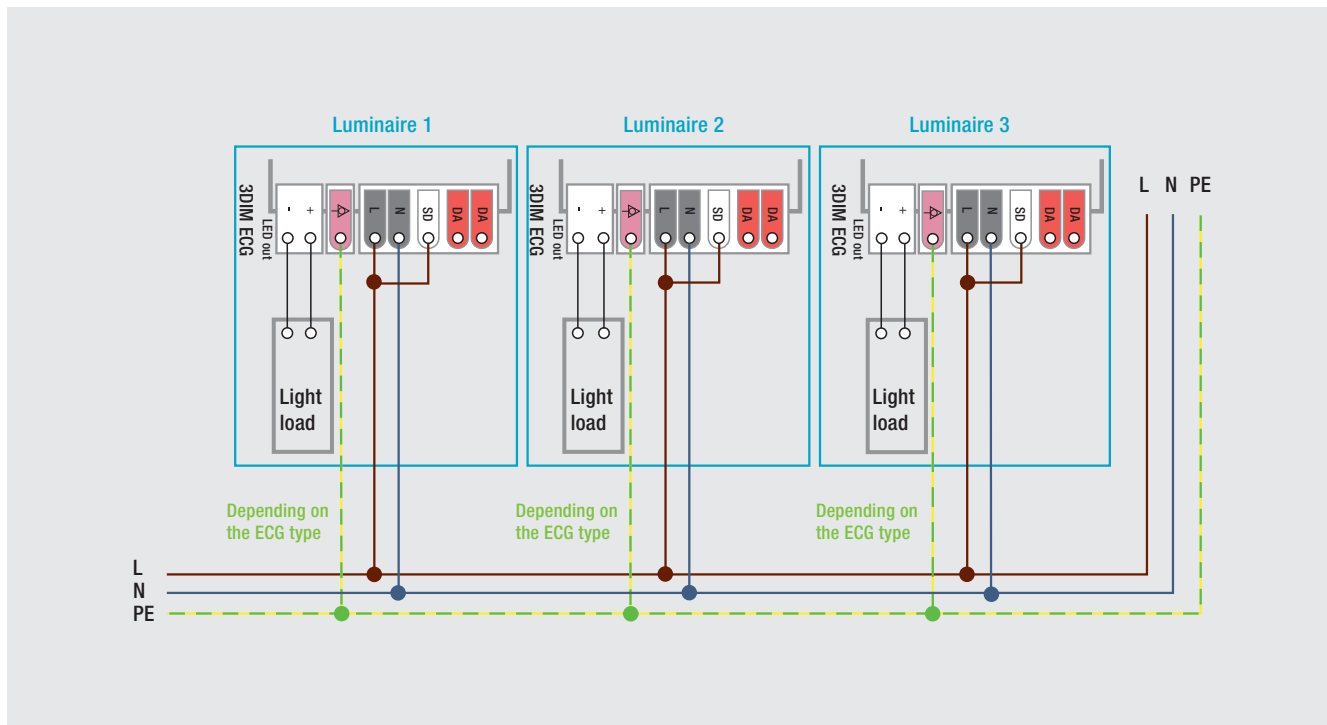 Luminaire 1
Luminaire 2
Luminaire 3
3DIM ECG
LED out
-
+
L
N
SD
DA
DA
3DIM ECG
LED out
-
+
L
N
SD
DA
DA
3DIM ECG
LED out
-
+
L
N
SD
DA
DA
L N PE
Light
load
Light
load
Light
load
Depending on
the ECG type
Depending on
the ECG type
Depending on
the ECG type
L
N
PE